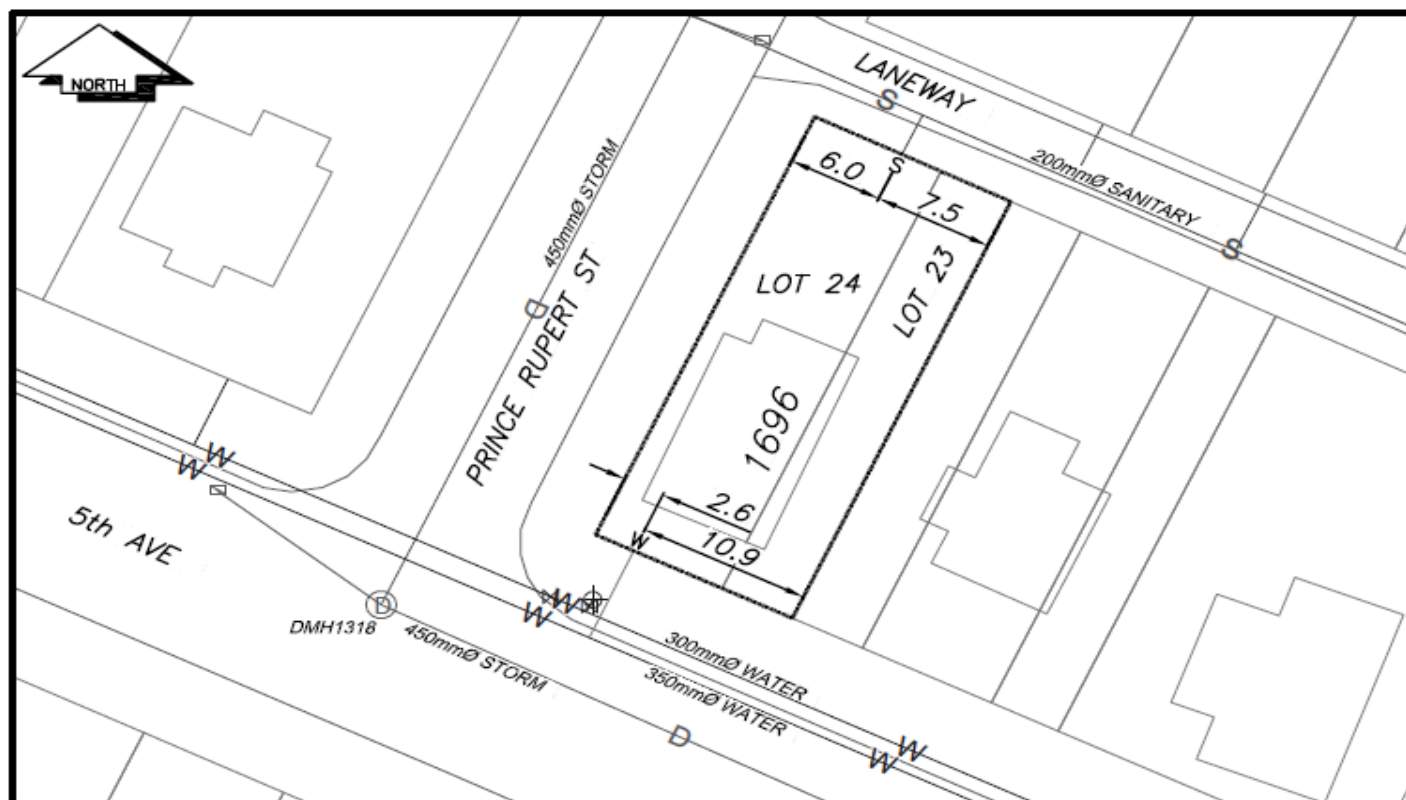 NORTH
LANEWAY
S
200mmØ SANITARY
S
450mmØ STORM
D
PRINCE RUPERT ST
6.0
S
7.5
LOT 24
LOT 23
1696
2.6
W
10.9
W
W
5th AVE
D
DMH1318
450mmØ STORM
W
W
300mmØ WATER
350mmØ WATER
D
W
W